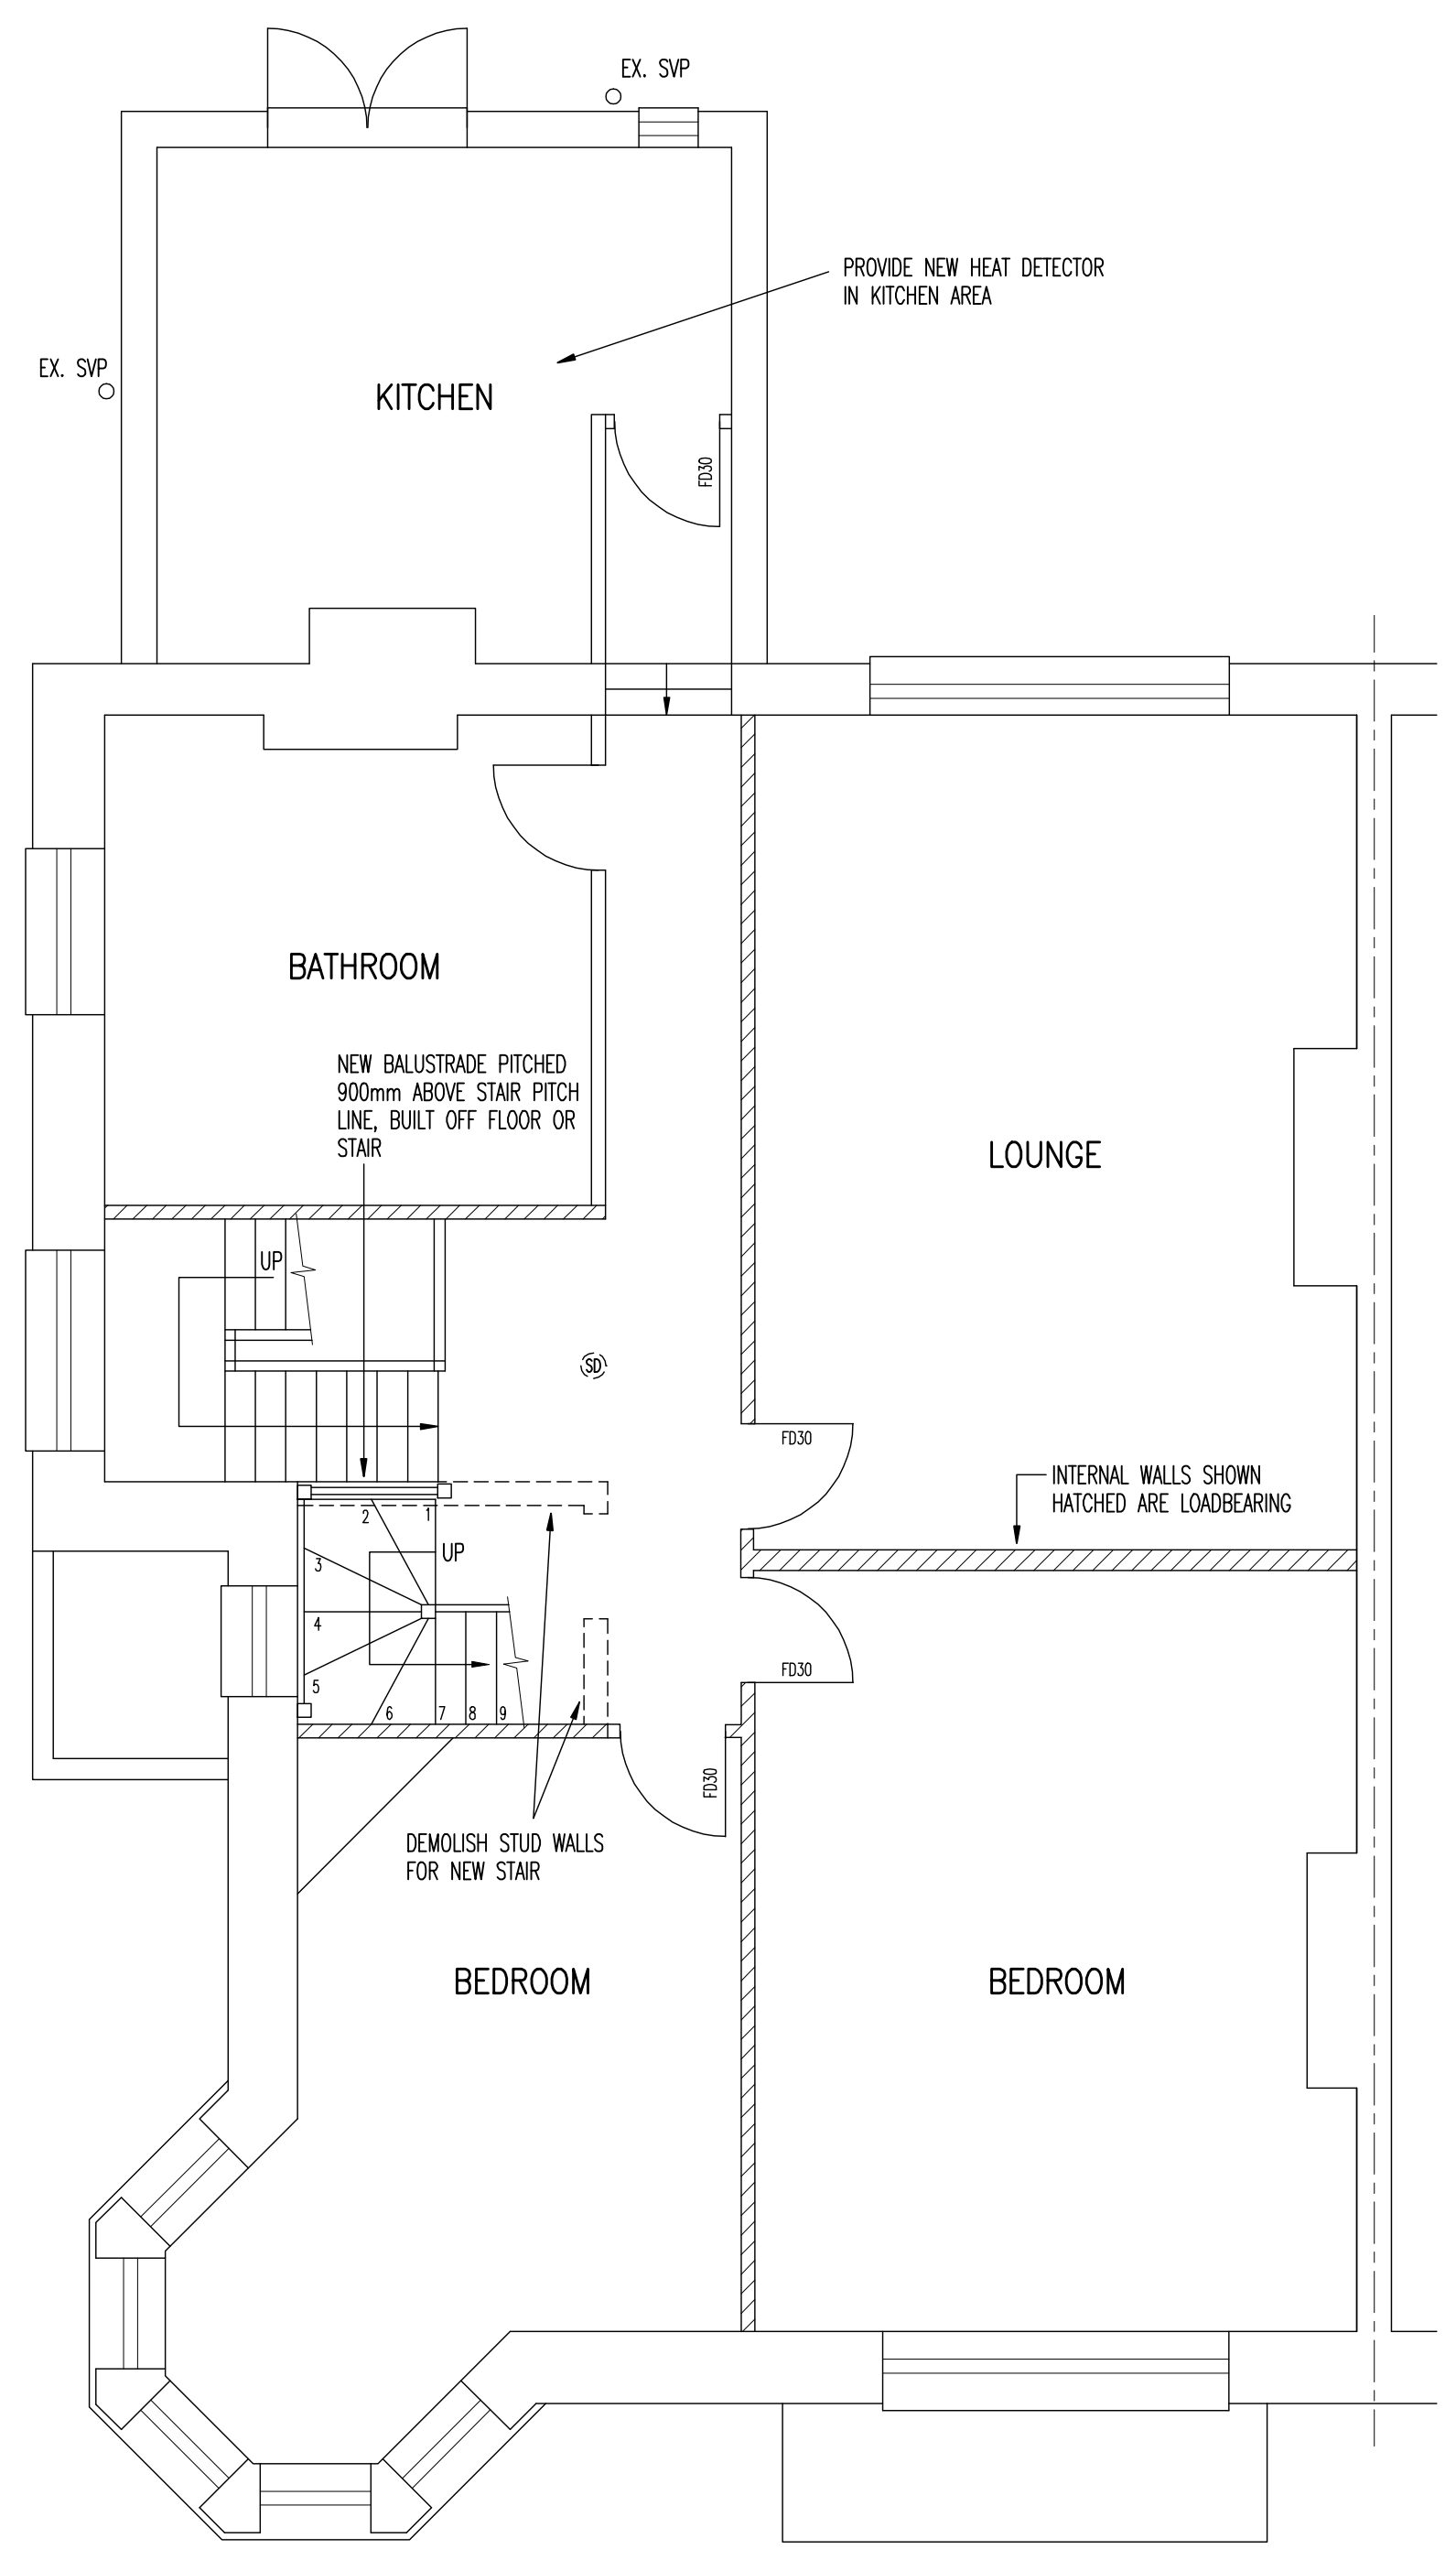 EX. SVP
PROVIDE NEW HEAT DETECTOR
IN KITCHEN AREA
EX. SVP
KITCHEN
FD30
BATHROOM
NEW BALUSTRADE PITCHED
900mm ABOVE STAIR PITCH
LINE, BUILT OFF FLOOR OR
STAIR
LOUNGE
UP
SD
FD30
INTERNAL WALLS SHOWN
HATCHED ARE LOADBEARING
2 1
UP
3
4
5
6 7 8 9
FD30
FD30
DEMOLISH STUD WALLS
FOR NEW STAIR
BEDROOM
BEDROOM